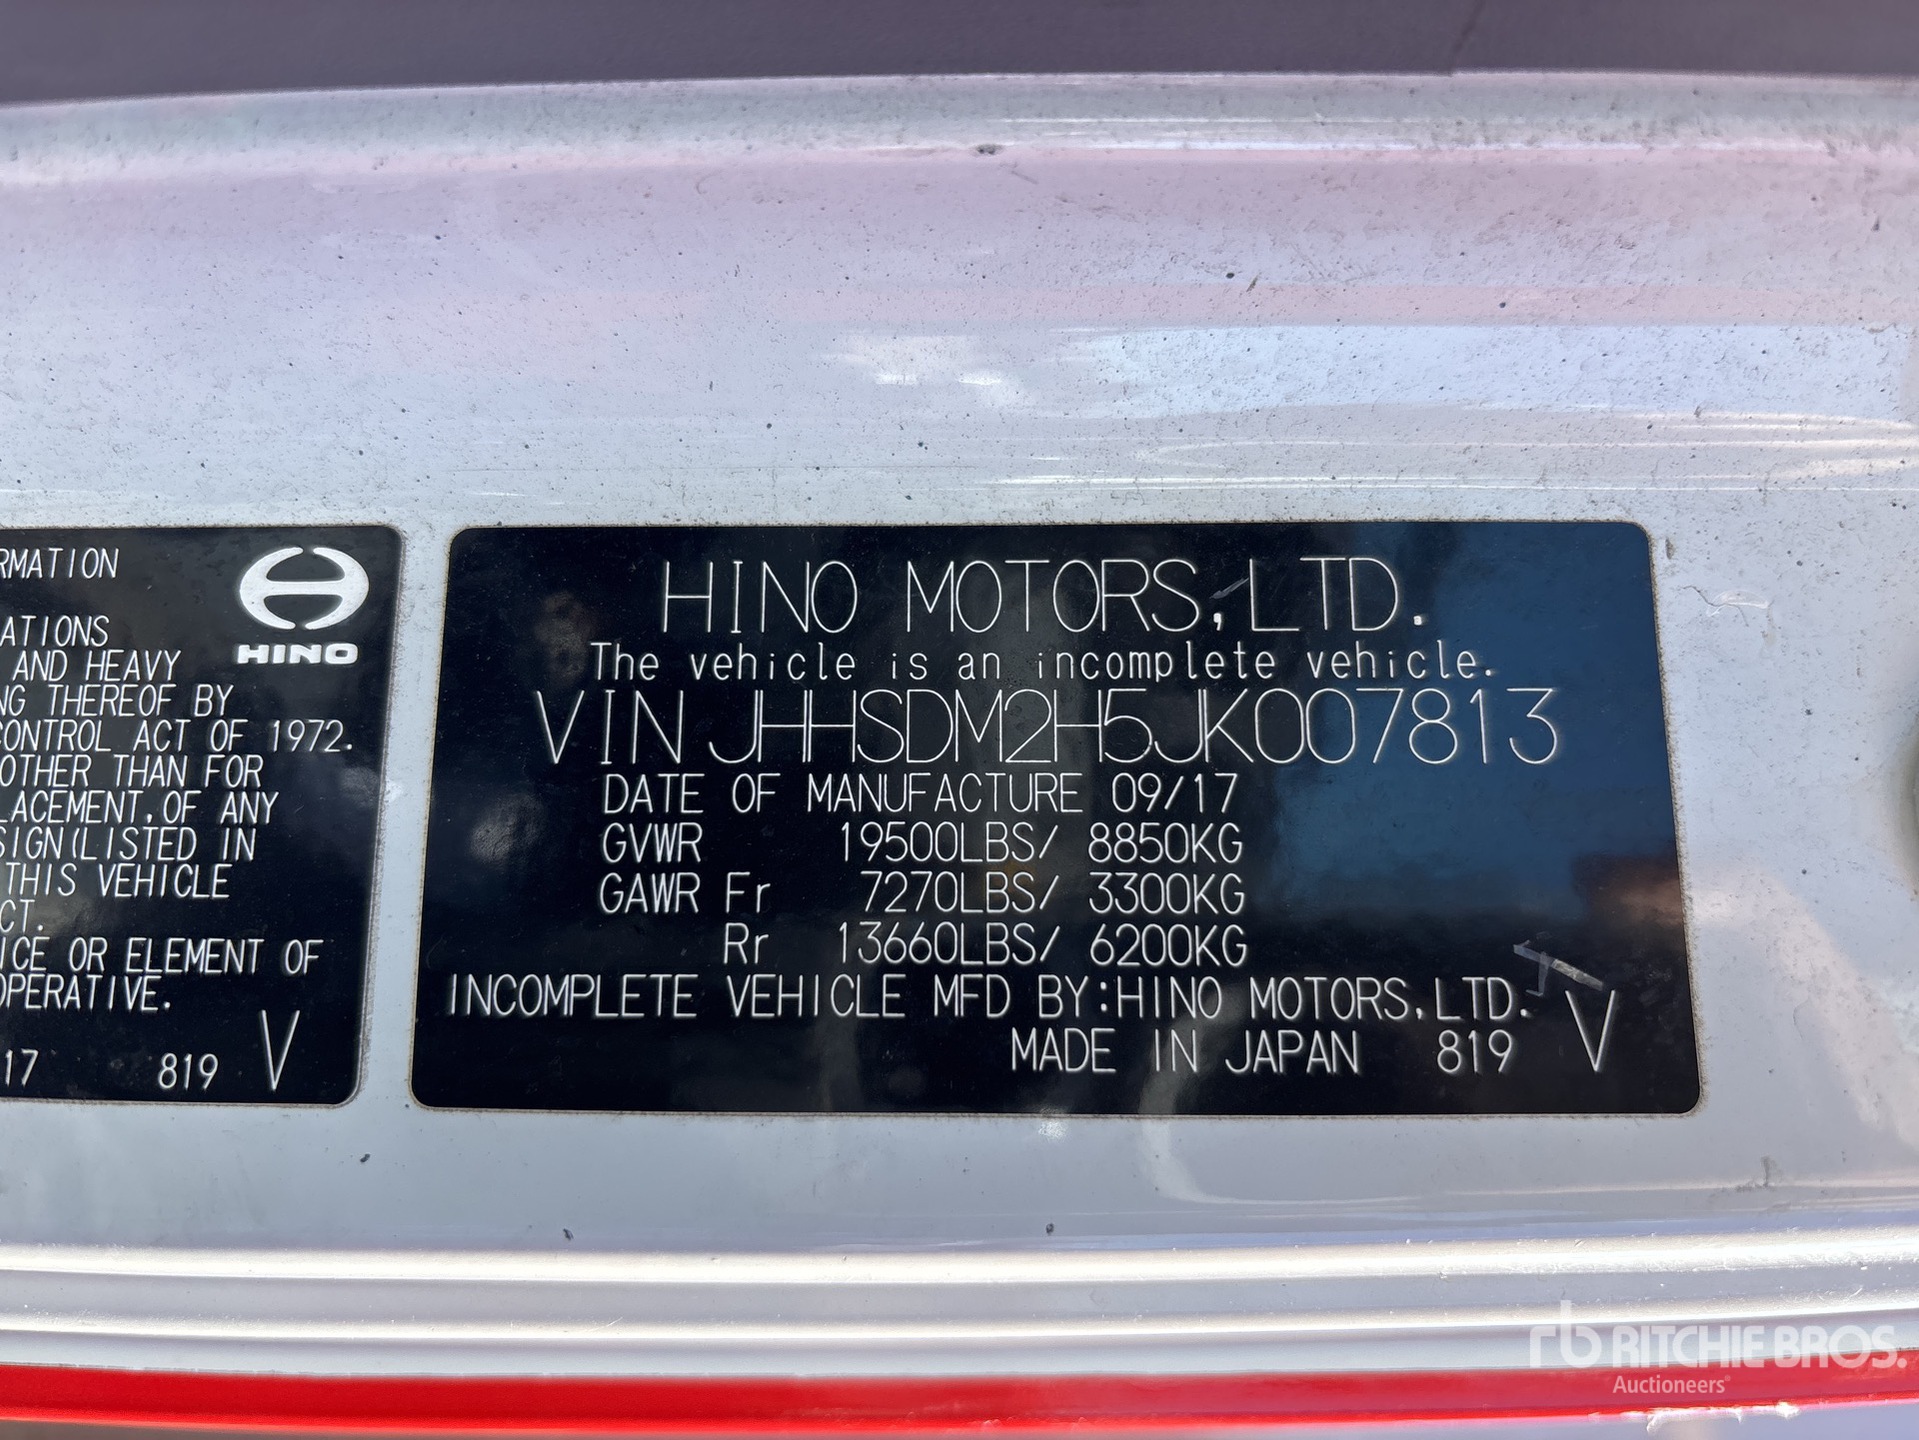 RMATION
HINO
ATIONS
AND HEAVY
NG THEREOF BY
CONTROL ACT OF 1972.
OTHER THAN FOR
LACEMENT, OF ANY
SIGN(LISTED IN
THIS VEHICLE
CT.
ICE OR ELEMENT OF
OPERATIVE.
17 819 V
HINO MOTORS, LTD.
The vehicle is an incomplete vehicle.
VIN JHHSDM2H5JK007813
DATE OF MANUFACTURE 09/17
GVWR 19500LBS/ 8850KG
GAWR Fr 7270LBS/ 3300KG
Rr 13660LBS/ 6200KG
INCOMPLETE VEHICLE MFD BY:HINO MOTORS, LTD.
MADE IN JAPAN 819 V
rb RITCHIE BROS.
Auctioneers